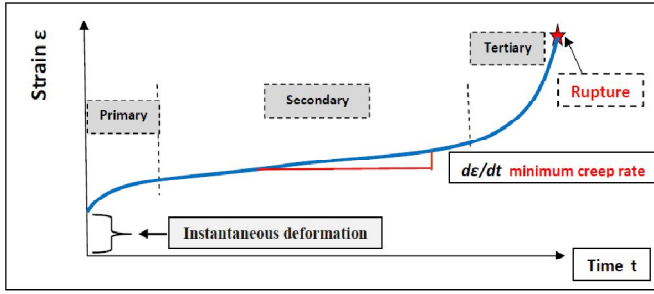 Strain ε
Primary
Secondary
Tertiary
Rupture
dε/dt minimum creep rate
Instantaneous deformation
Time t